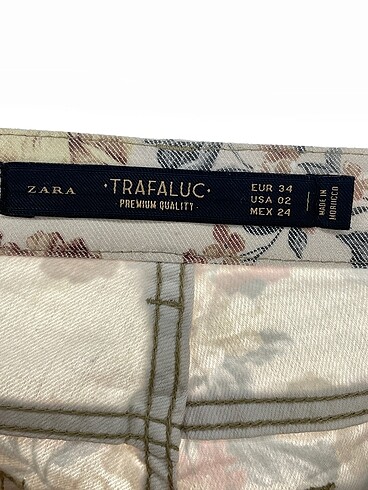 ZARA
·TRAFALUC·
·PREMIUM QUALITY·
EUR 34
USA 02
MEX 24
MADE IN
MOROCCO